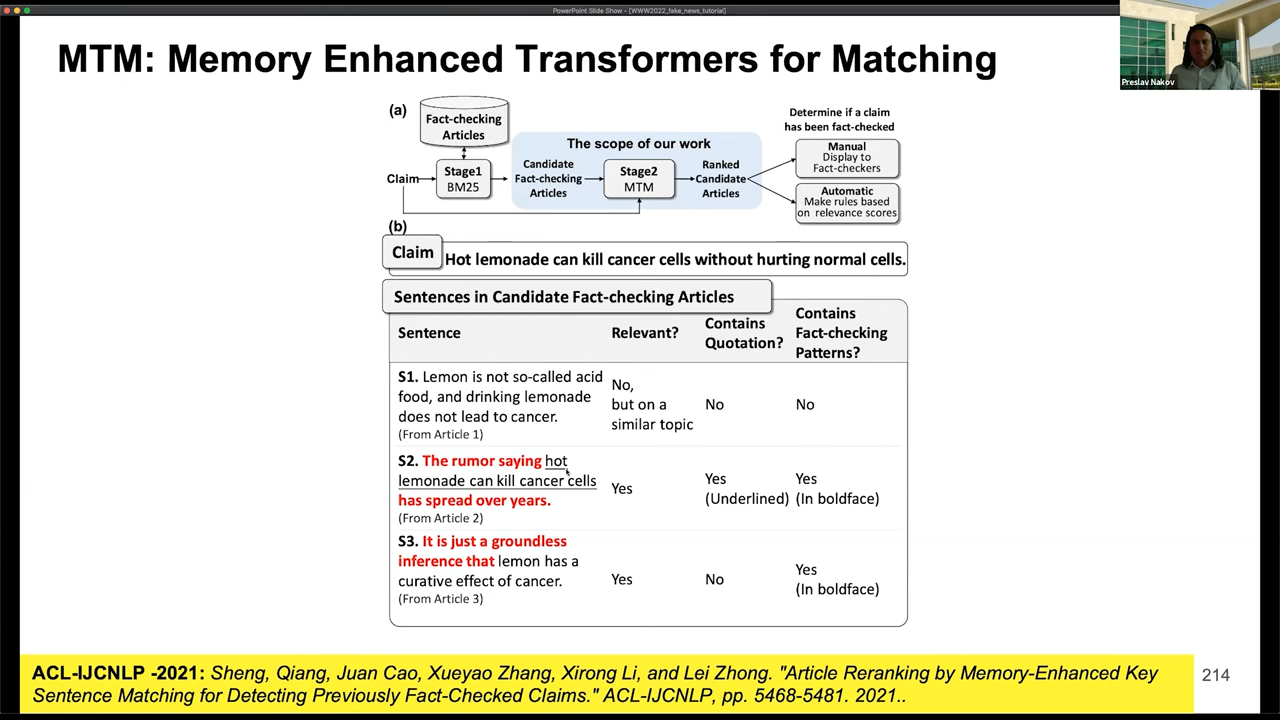 PowerPoint Slide Show - [WWW2022_fake_news_tutorial]
MTM: Memory Enhanced Transformers for Matching
Preslav Nakov
(a)
Fact-checking
Articles
Claim
Stage1
BM25
The scope of our work
Candidate
Fact-checking
Articles
Stage2
MTM
Ranked
Candidate
Articles
Determine if a claim
has been fact-checked
Manual
Display to
Fact-checkers
Automatic
Make rules based
on relevance scores
(b)
Claim
Hot lemonade can kill cancer cells without hurting normal cells.
Sentences in Candidate Fact-checking Articles
Sentence
Relevant?
Contains
Quotation?
Contains
Fact-checking
Patterns?
S1. Lemon is not so-called acid
food, and drinking lemonade
does not lead to cancer.
(From Article 1)
No,
but on a
similar topic
No
No
S2. The rumor saying hot
lemonade can kill cancer cells
has spread over years.
(From Article 2)
Yes
Yes
(Underlined)
Yes
(In boldface)
S3. It is just a groundless
inference that lemon has a
curative effect of cancer.
(From Article 3)
Yes
No
Yes
(In boldface)
ACL-IJCNLP -2021: Sheng, Qiang, Juan Cao, Xueyao Zhang, Xirong Li, and Lei Zhong. "Article Reranking by Memory-Enhanced Key
Sentence Matching for Detecting Previously Fact-Checked Claims." ACL-IJCNLP, pp. 5468-5481. 2021..
214